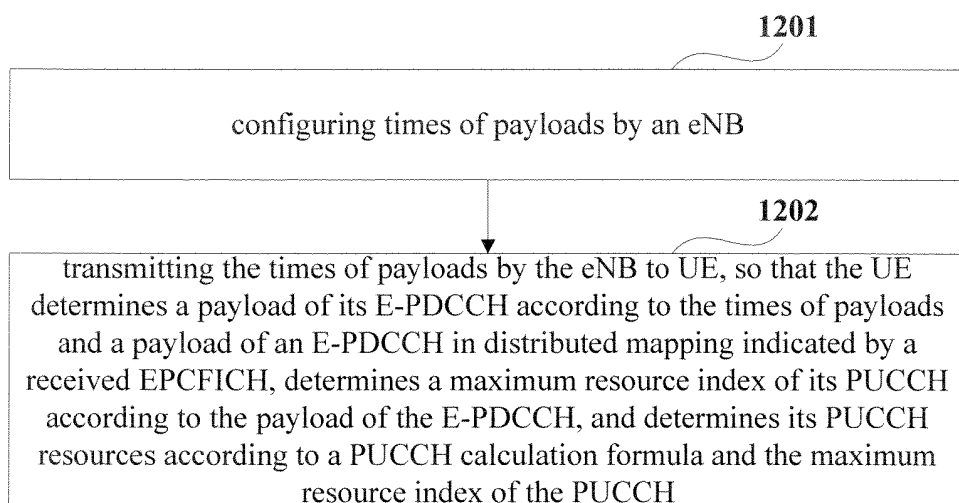 1201
configuring times of payloads by an eNB
1202
transmitting the times of payloads by the eNB to UE, so that the UE
determines a payload of its E-PDCCH according to the times of payloads
and a payload of an E-PDCCH in distributed mapping indicated by a
received EPCFICH, determines a maximum resource index of its PUCCH
according to the payload of the E-PDCCH, and determines its PUCCH
resources according to a PUCCH calculation formula and the maximum
resource index of the PUCCH